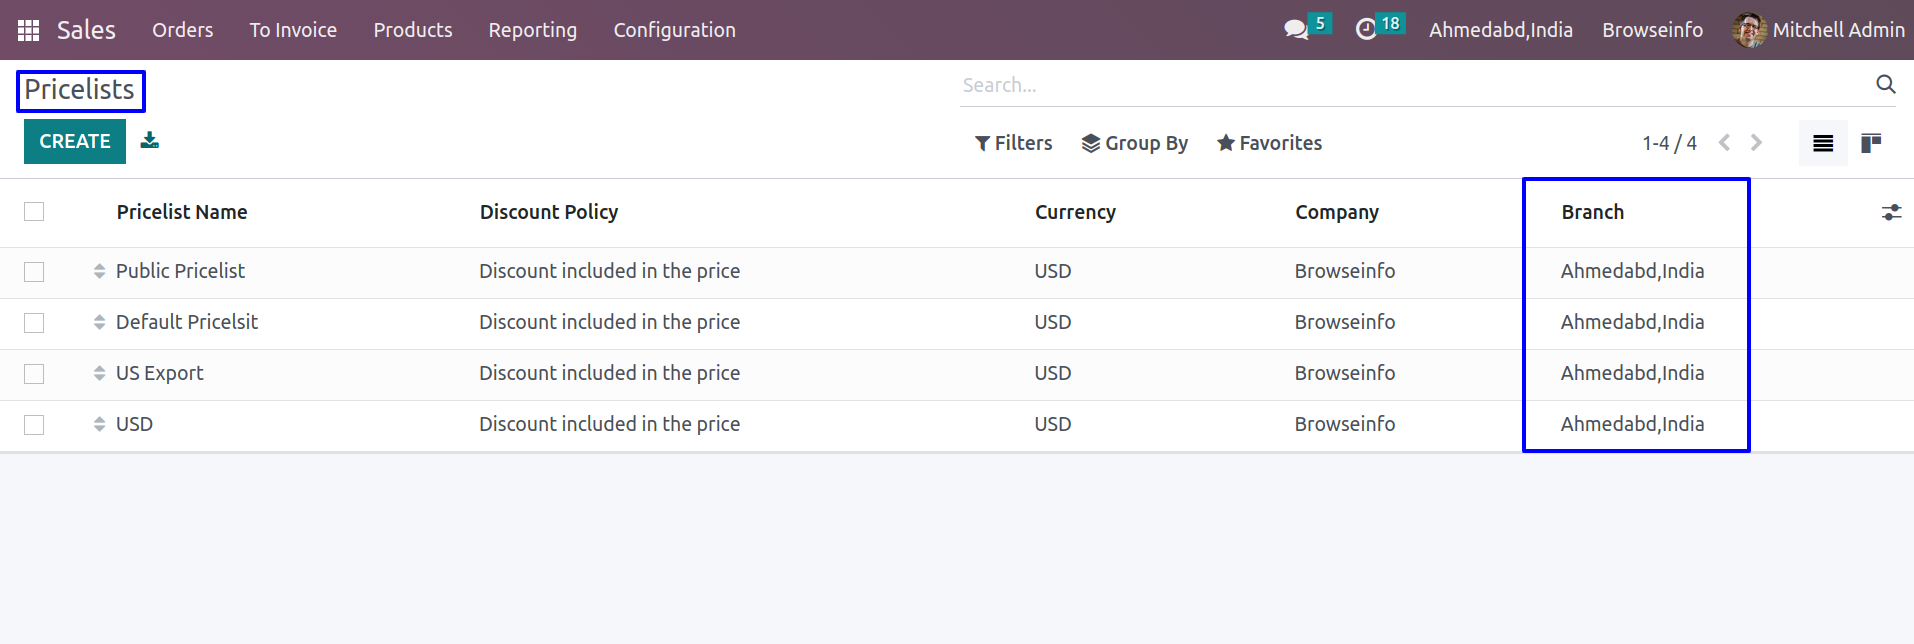 Sales Orders To Invoice Products Reporting Configuration 5 18 Ahmedabd,India Browseinfo Mitchell Admin
Pricelists Search...
CREATE Filters Group By Favorites 1-4 / 4
Pricelist Name Discount Policy Currency Company Branch
Public Pricelist Discount included in the price USD Browseinfo Ahmedabd,India
Default Pricelsit Discount included in the price USD Browseinfo Ahmedabd,India
US Export Discount included in the price USD Browseinfo Ahmedabd,India
USD Discount included in the price USD Browseinfo Ahmedabd,India